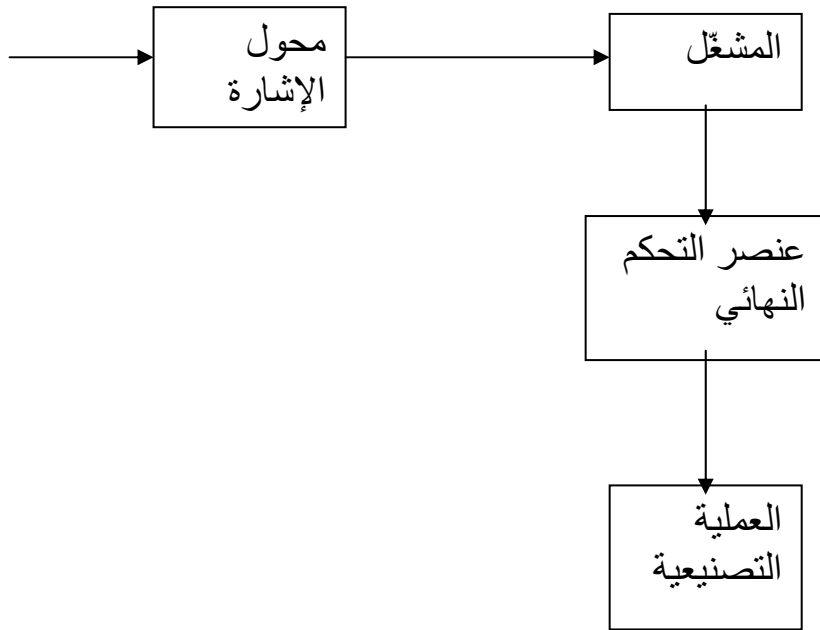 محول
الإشارة
المشغّل
عنصر التحكم
النهائي
العملية
التصنيعية